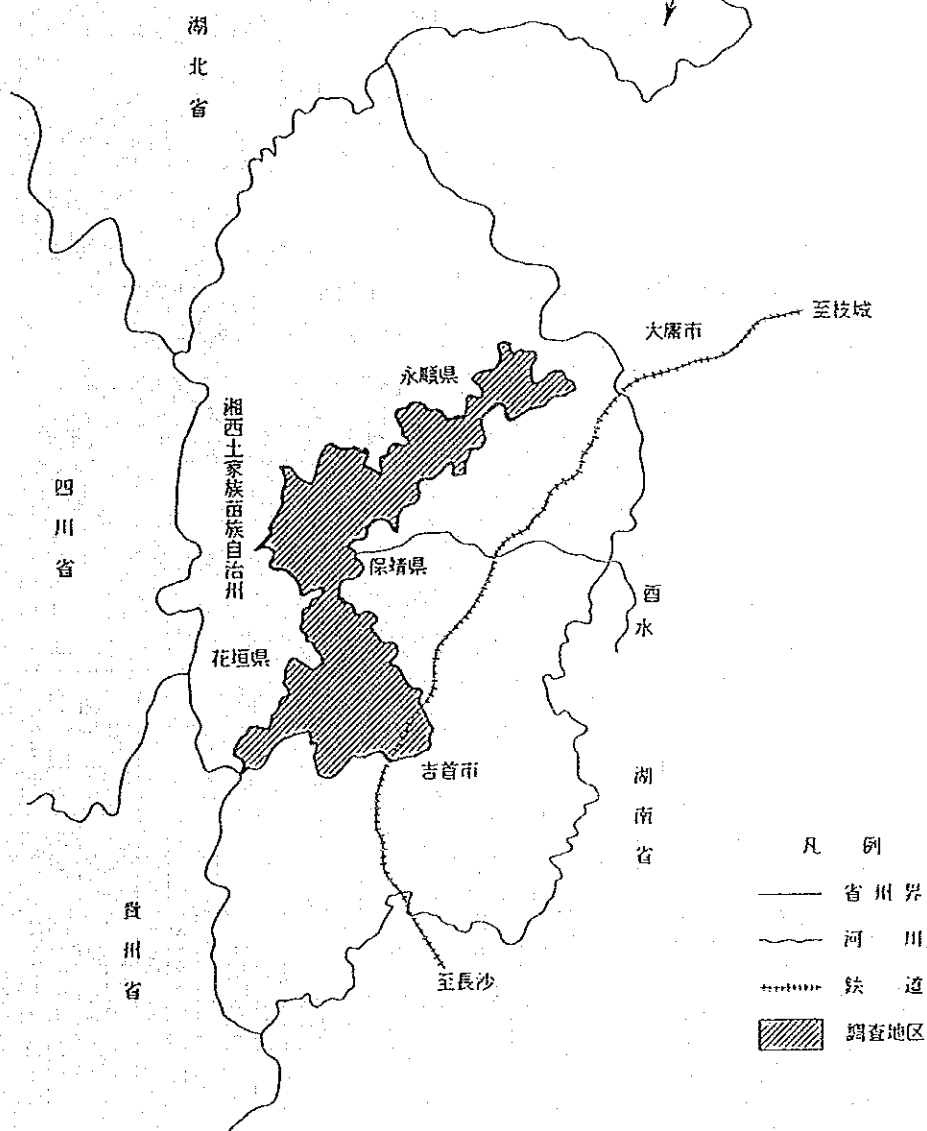 湖北省
至枝城
大庸市
永順県
湘西土家族苗族自治州
四川省
保靖県
酉水
花垣県
吉首市
湖南省
貴州省
至長沙
凡 例
省州界
河 川
鉄 道
調査地区